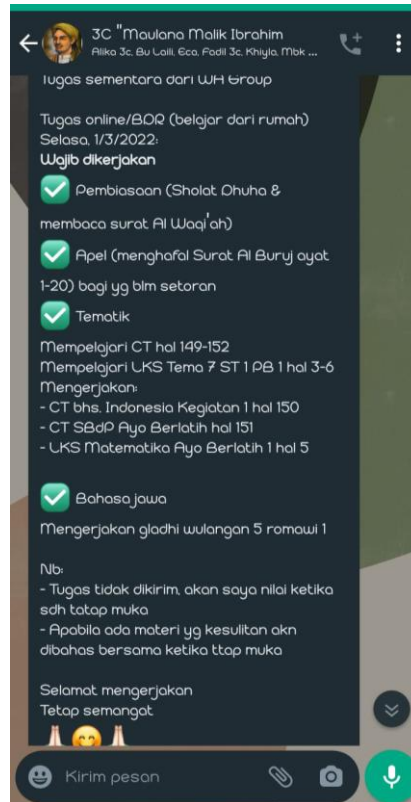 3C "Maulana Malik Ibrahim
Alika 3c, Bu Laili, Eca, Fadil 3c, Khiyla, Mbk ...
Tugas sementara dari WA Group
Tugas online/BDR (belajar dari rumah)
Selasa, 1/3/2022:
Wajib dikerjakan
✅ Pembiasaan (Sholat Dhuha &
membaca surat Al Waqi'ah)
✅ Apel (menghafal Surat Al Buruj ayat
1-20) bagi yg blm setoran
✅ Tematik
Mempelajari CT hal 149-152
Mempelajari LKS Tema 7 ST 1 PB 1 hal 3-6
Mengerjakan:
- CT bhs. Indonesia Kegiatan 1 hal 150
- CT SBdP Ayo Berlatih hal 151
- LKS Matematika Ayo Berlatih 1 hal 5
✅ Bahasa jawa
Mengerjakan gladhi wulangan 5 romawi 1
Nb:
- Tugas tidak dikirim, akan saya nilai ketika
sdh tatap muka
- Apabila ada materi yg kesulitan akn
dibahas bersama ketika ttap muka
Selamat mengerjakan
Tetap semangat
Kirim pesan